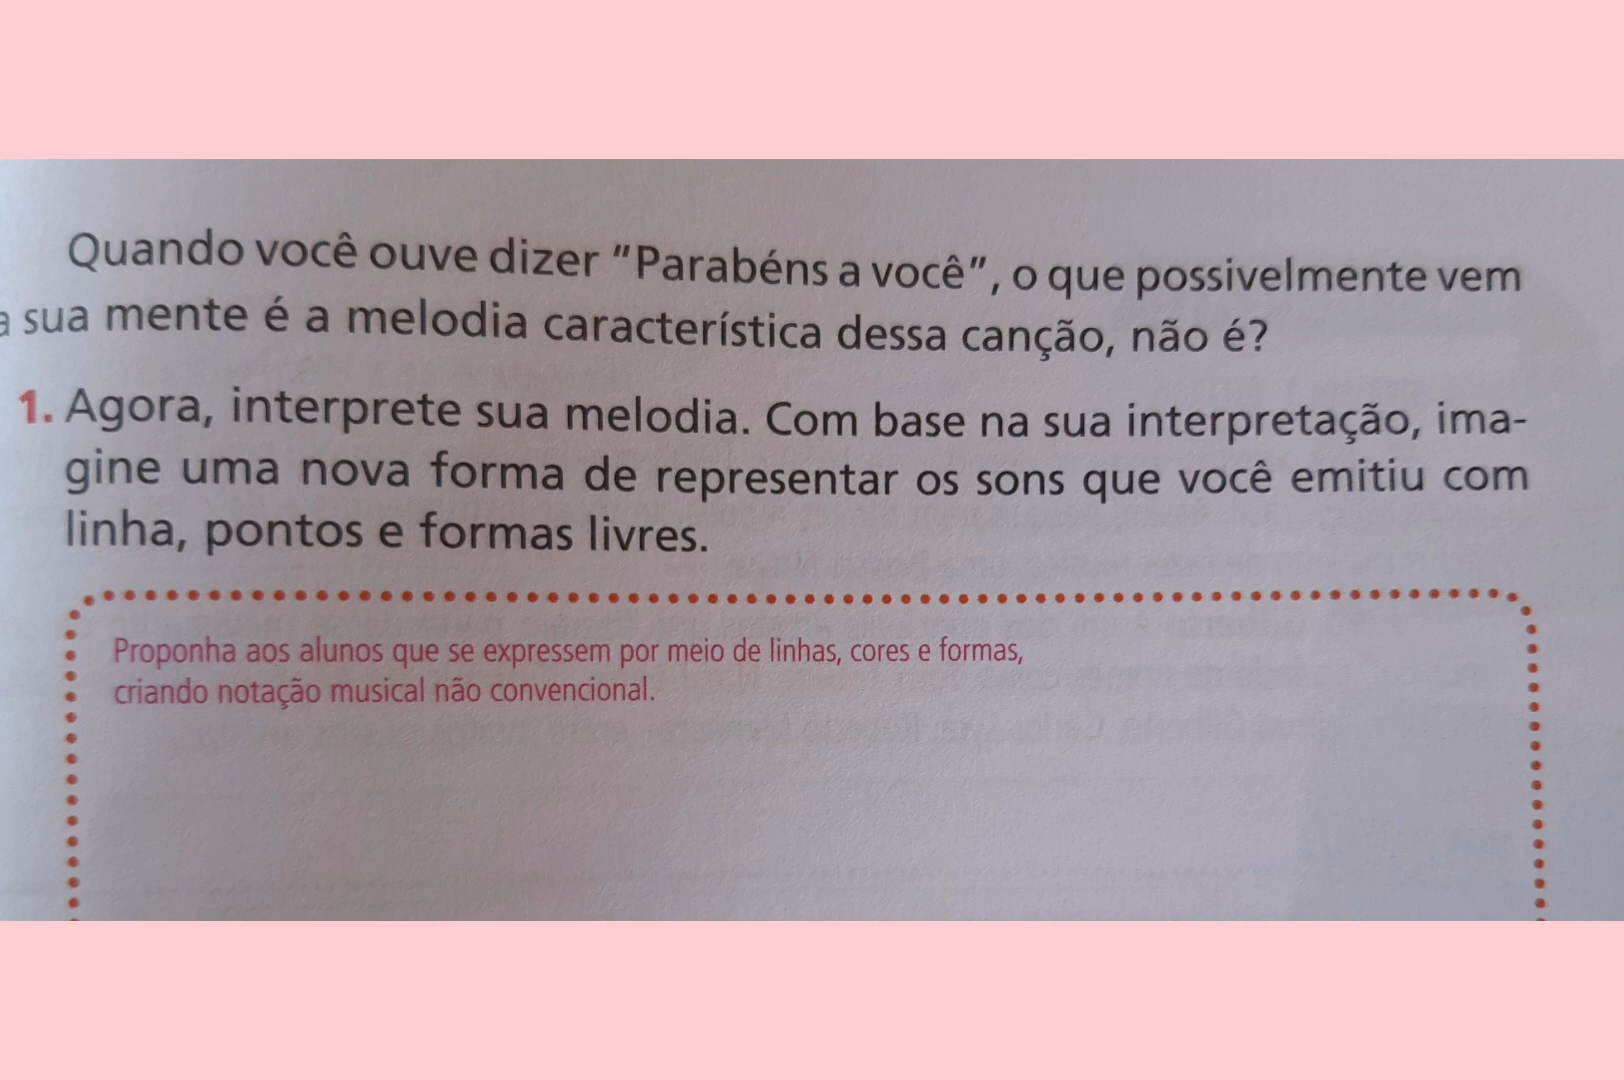 Quando você ouve dizer "Parabéns a você", o que possivelmente vem
a sua mente é a melodia característica dessa canção, não é?
1. Agora, interprete sua melodia. Com base na sua interpretação, ima-
gine uma nova forma de representar os sons que você emitiu com
linha, pontos e formas livres.
Proponha aos alunos que se expressem por meio de linhas, cores e formas,
criando notação musical não convencional.